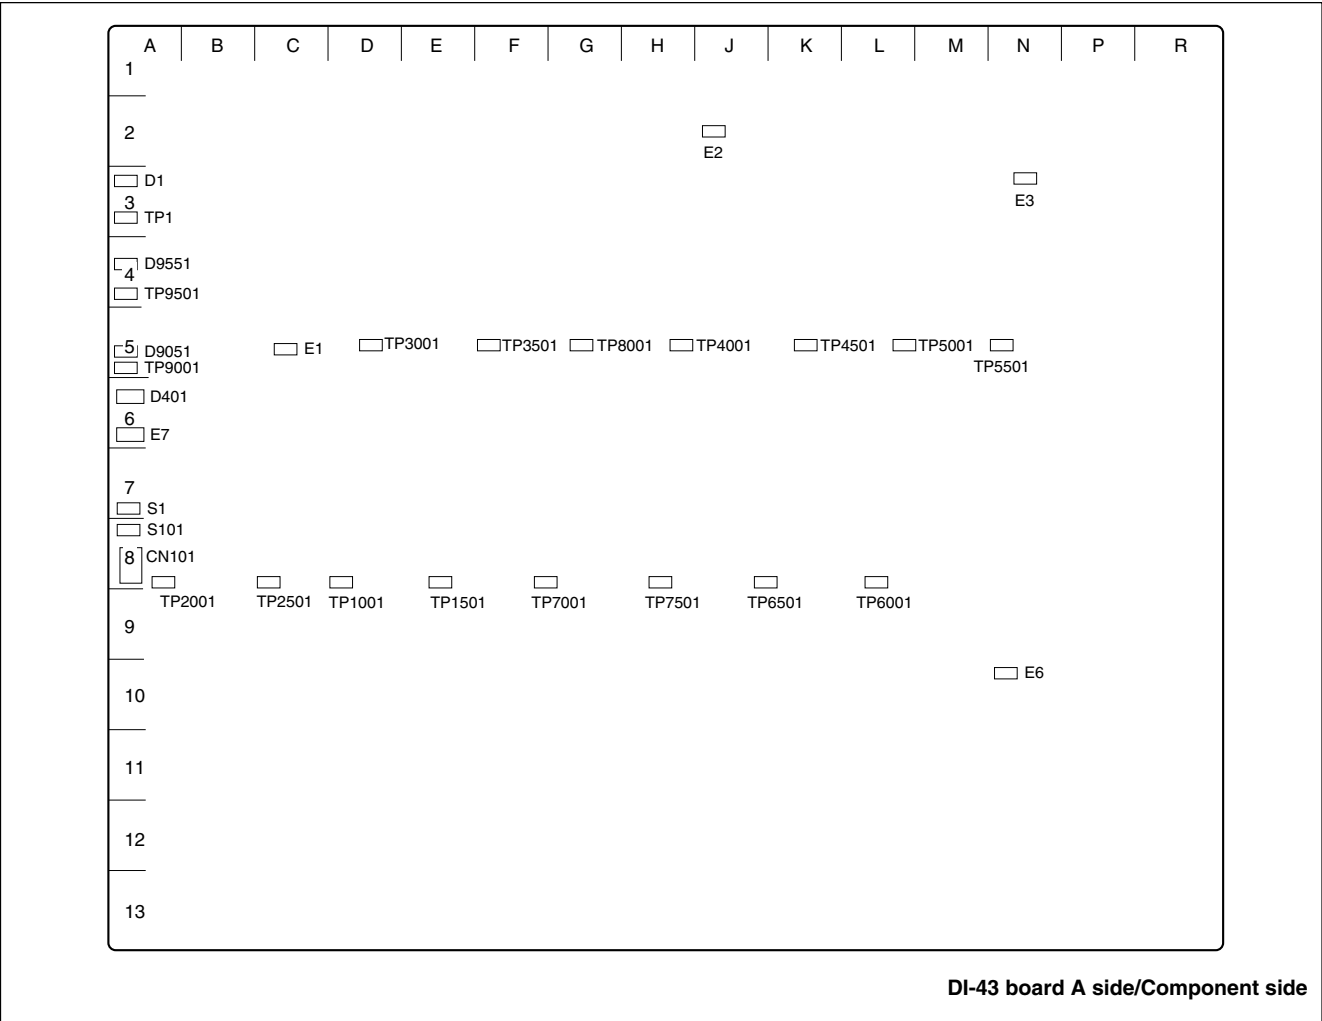 A B C D E F G H J K L M N P R
1
2
E2
D1
E3
3
TP1
D9551
4
TP9501
5 D9051 E1 TP3001 TP3501 TP8001 TP4001 TP4501 TP5001
TP9001 TP5501
D401
6
E7
7
S1
S101
8 CN101
TP2001 TP2501 TP1001 TP1501 TP7001 TP7501 TP6501 TP6001
9
E6
10
11
12
13
DI-43 board A side/Component side